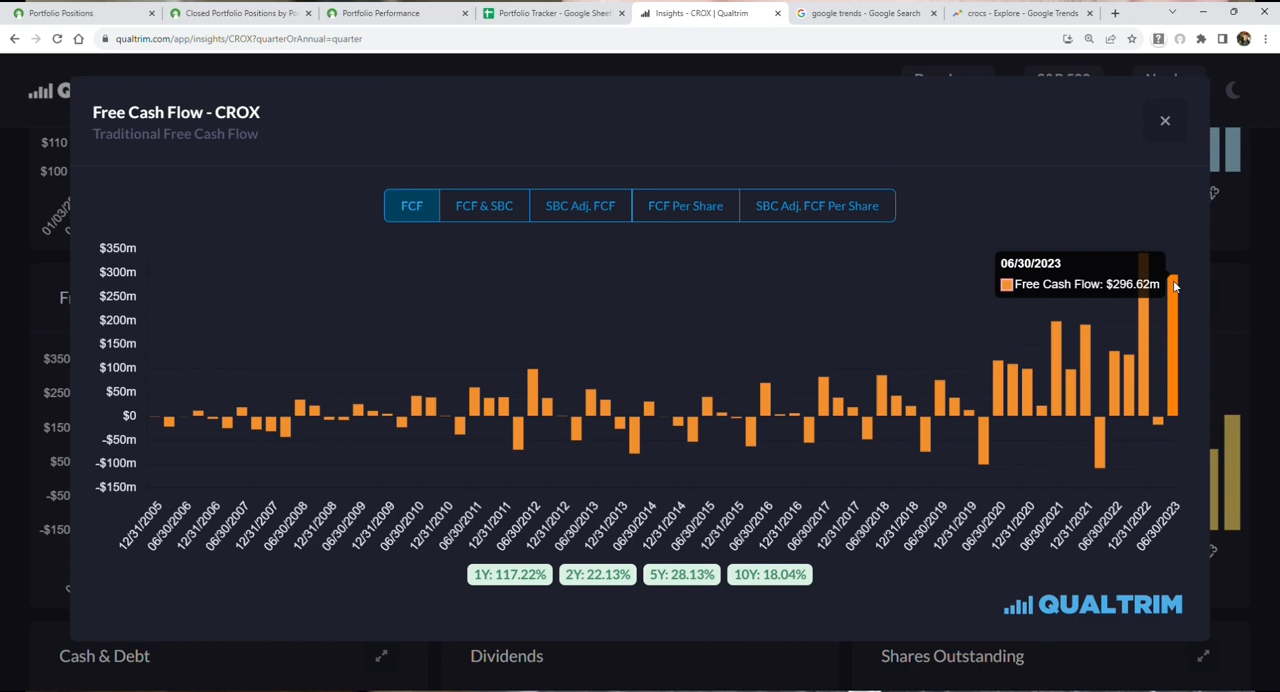 Portfolio Positions
Closed Portfolio Positions by Po
Portfolio Performance
Portfolio Tracker - Google Sheet
Insights - CROX | Qualtrim
google trends - Google Search
crocs - Explore - Google Trends
qualtrim.com/app/insights/CROX?quarterOrAnnual=quarter
Free Cash Flow - CROX
Traditional Free Cash Flow
FCF
FCF & SBC
SBC Adj. FCF
FCF Per Share
SBC Adj. FCF Per Share
$110
$100
01/03/2
$350m
$300m
$250m
$200m
$150m
$100m
$50m
$0
-$50m
-$100m
-$150m
06/30/2023
Free Cash Flow: $296.62m
$350
$250
$150
$50
-$50
-$150
12/31/2005
06/30/2006
12/31/2006
06/30/2007
12/31/2007
06/30/2008
12/31/2008
06/30/2009
12/31/2009
06/30/2010
12/31/2010
06/30/2011
12/31/2011
06/30/2012
12/31/2012
06/30/2013
12/31/2013
06/30/2014
12/31/2014
06/30/2015
12/31/2015
06/30/2016
12/31/2016
06/30/2017
12/31/2017
06/30/2018
12/31/2018
06/30/2019
12/31/2019
06/30/2020
12/31/2020
06/30/2021
12/31/2021
06/30/2022
12/31/2022
06/30/2023
1Y: 117.22%
2Y: 22.13%
5Y: 28.13%
10Y: 18.04%
QUALTRIM
Cash & Debt
Dividends
Shares Outstanding